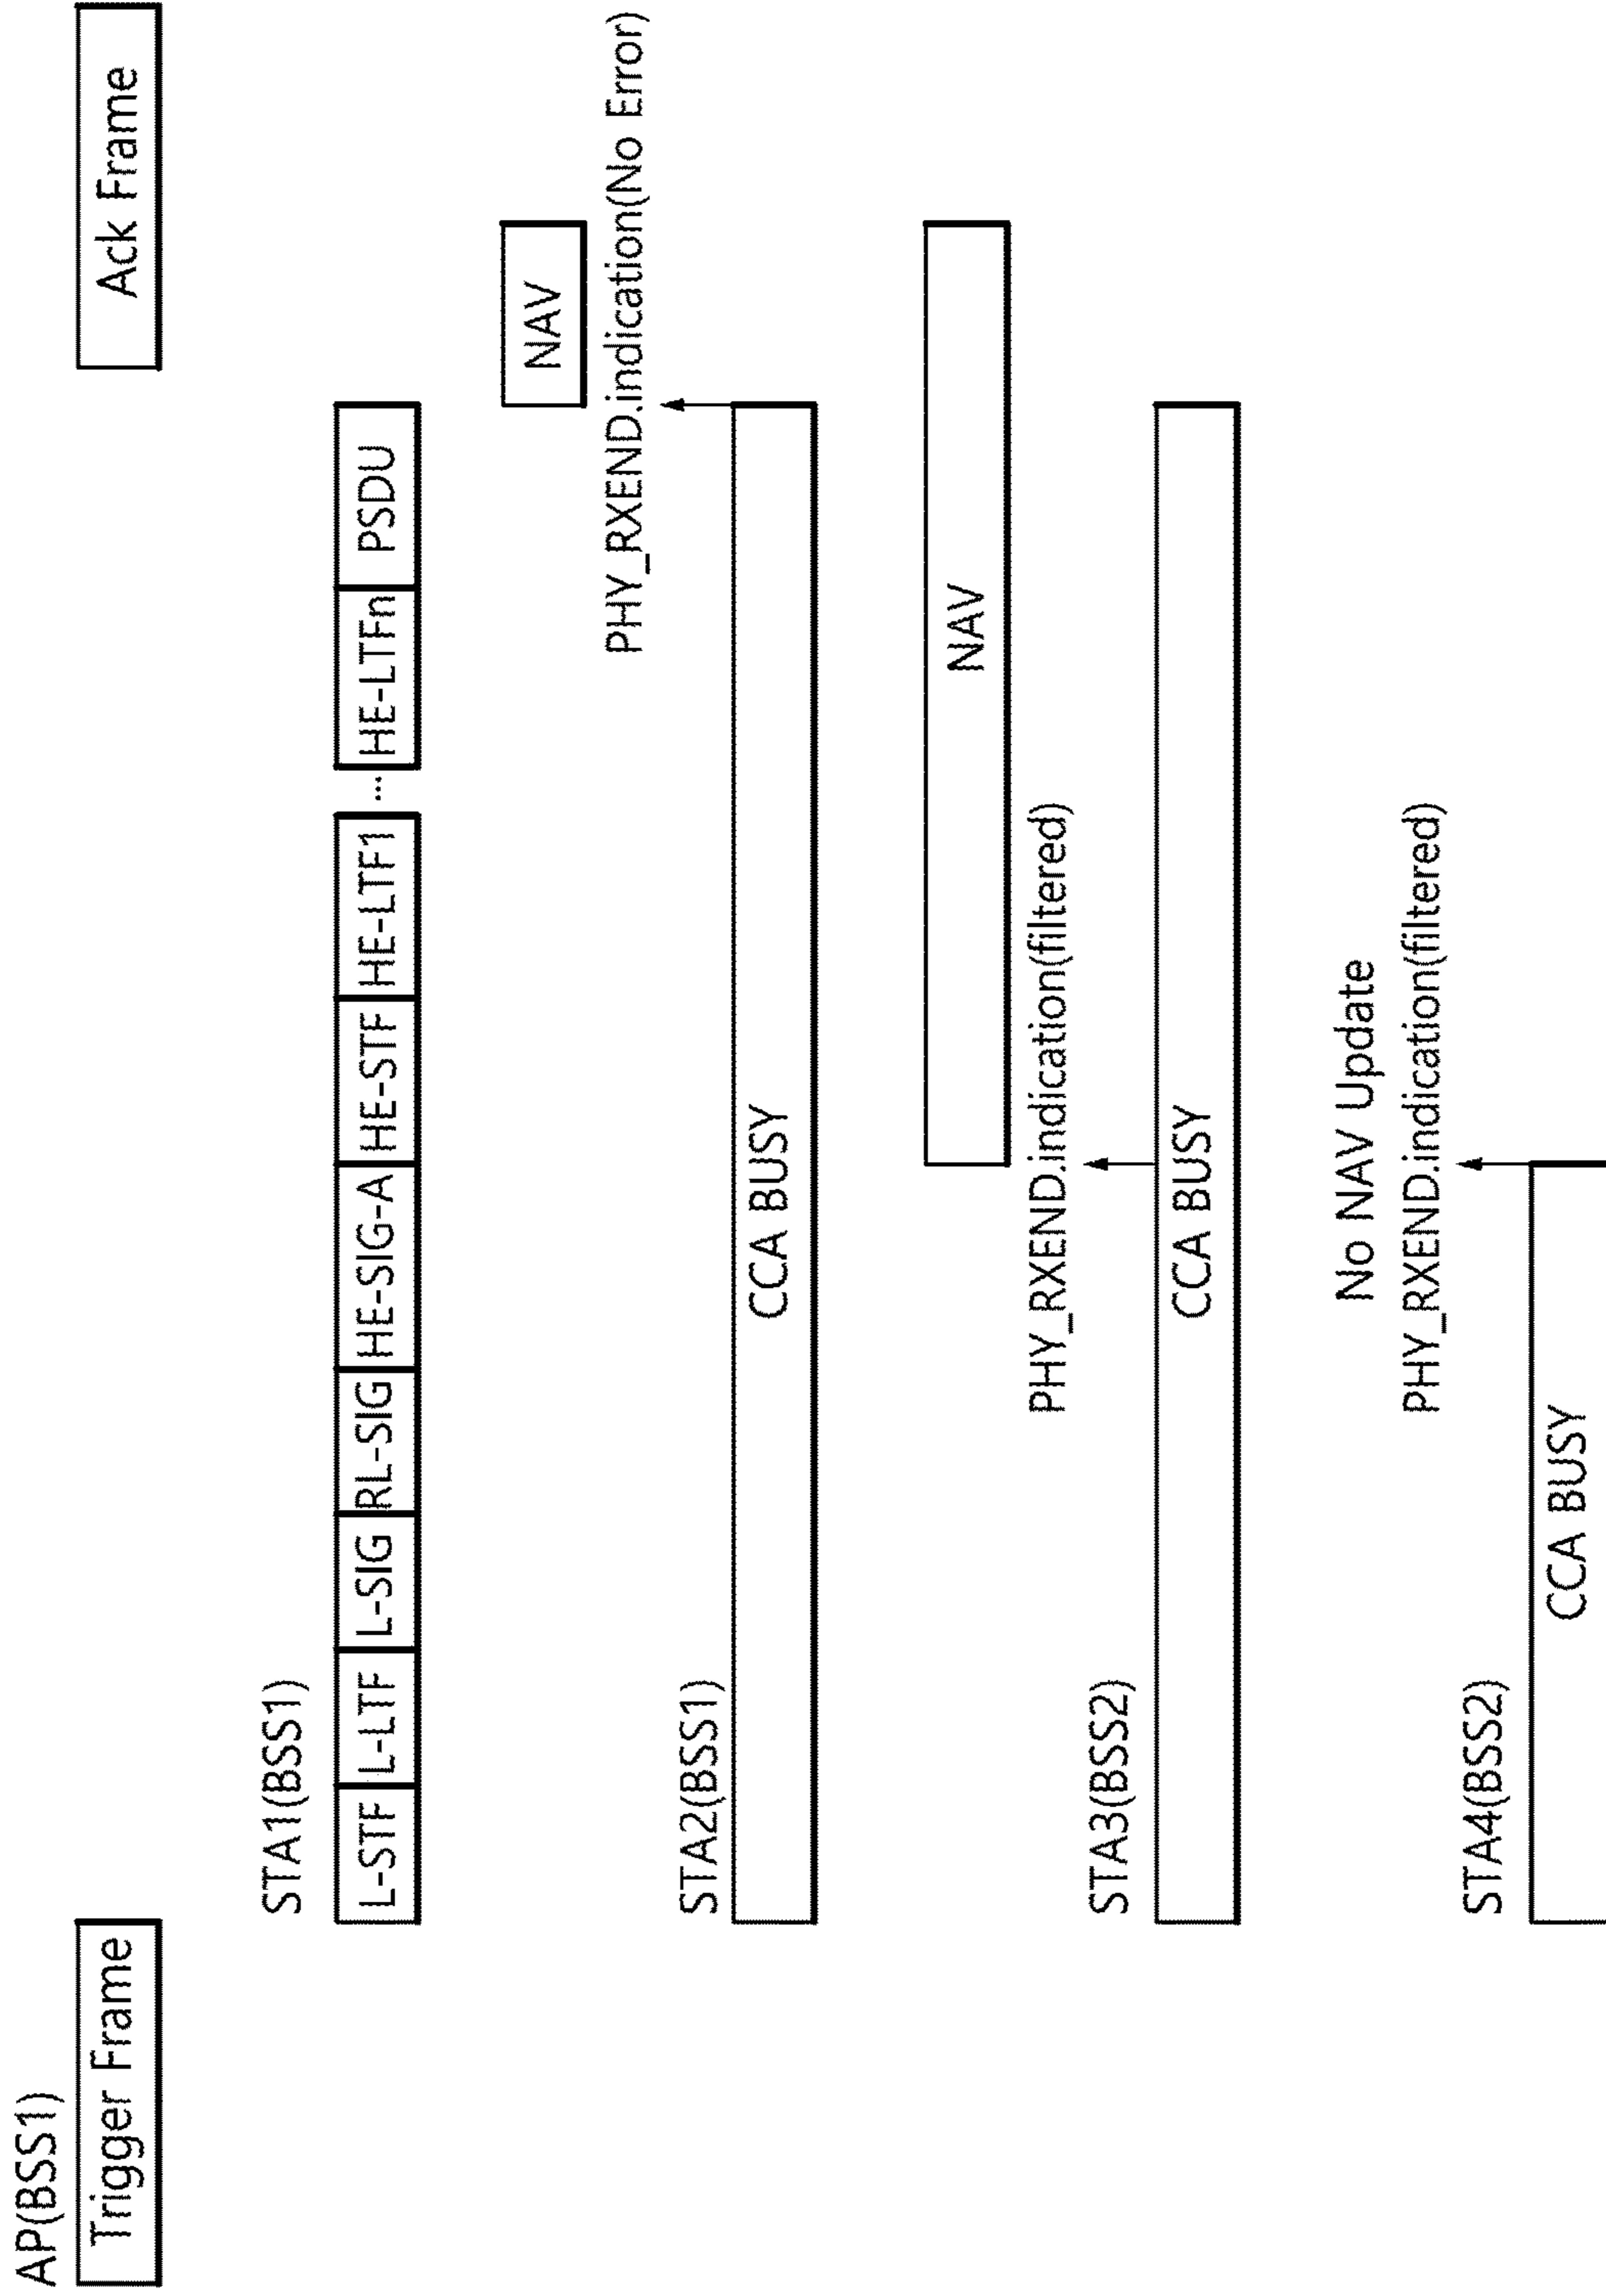 AP(BSS1)
Trigger Frame
Ack Frame
STA1(BSS1)
L-STF
L-LTF
L-SIG
RL-SIG
HE-SIG-A
HE-STF
HE-LTF1
...
HE-LTFn
PSDU
NAV
PHY_RXEND.indication(No Error)
STA2(BSS1)
CCA BUSY
NAV
PHY_RXEND.indication(filtered)
STA3(BSS2)
CCA BUSY
No NAV Update
PHY_RXEND.indication(filtered)
STA4(BSS2)
CCA BUSY